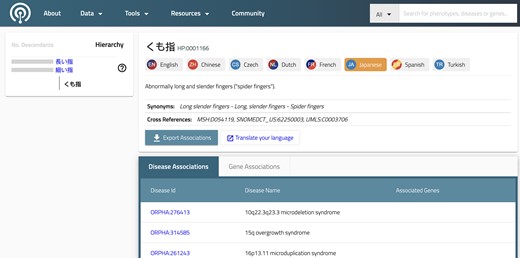 About Data Tools Resources Community All Search for phenotypes, diseases or genes...
No. Descendants Hierarchy
長い指
細い指
くも指
くも指 HP:0001166
EN English ZH Chinese CS Czech NL Dutch FR French JA Japanese Spanish TR Turkish
Abnormally long and slender fingers ("spider fingers").
Synonyms: Long slender fingers - Long, slender fingers - Spider fingers
Cross References: MSH:D054119, SNOMEDCT_US:62250003, UMLS:C0003706
Export Associations Translate your language
Disease Associations Gene Associations
Disease Id Disease Name Associated Genes
ORPHA:276413 10q22.3q23.3 microdeletion syndrome
ORPHA:314585 15q overgrowth syndrome
ORPHA:261243 16p13.11 microduplication syndrome